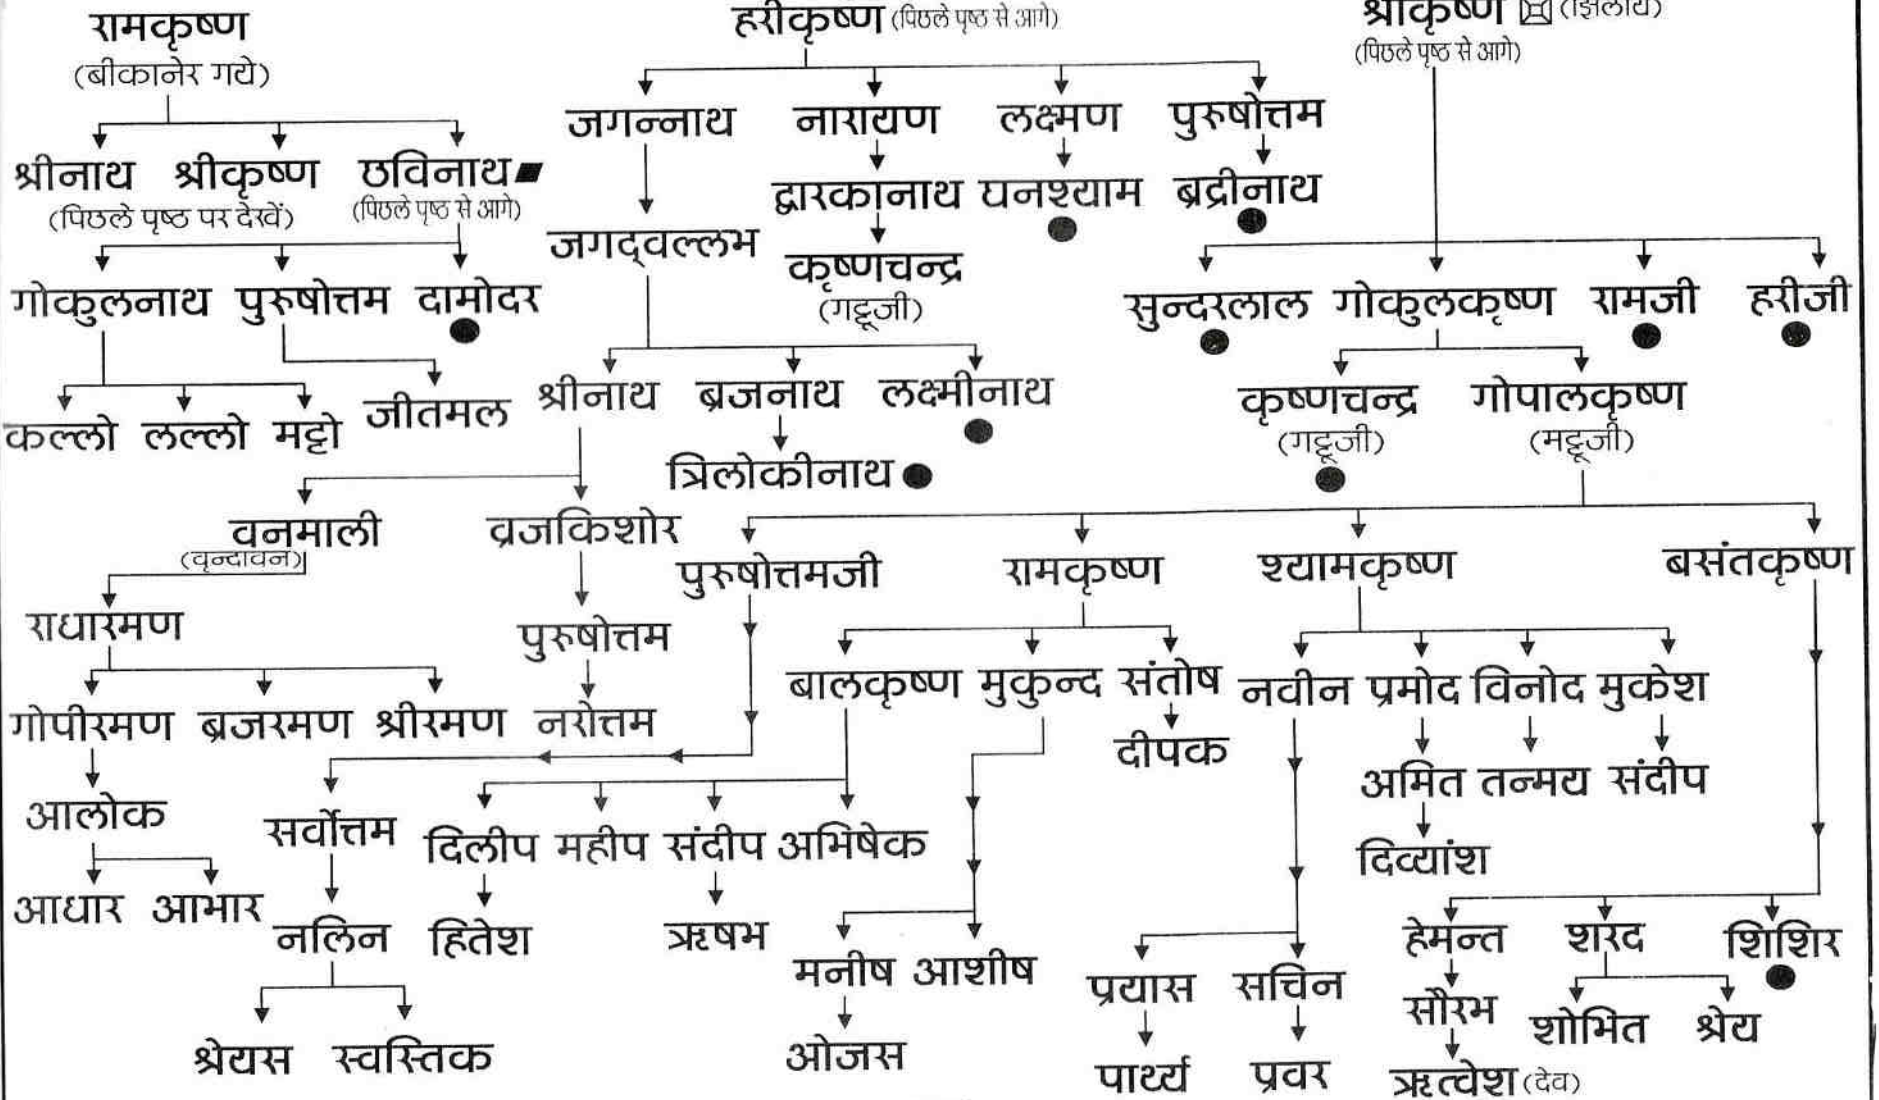 रामकृष्ण हरीकृष्ण (पिछले पृष्ठ से आगे) श्रीकृष्ण (झिलाय)
(बीकानेर गये) (पिछले पृष्ठ से आगे)
जगन्नाथ नारायण लक्ष्मण पुरुषोत्तम
श्रीनाथ श्रीकृष्ण छविनाथ द्वारकानाथ घनश्याम ब्रद्रीनाथ
(पिछले पृष्ठ पर देखें) (पिछले पृष्ठ से आगे)
जगद्वल्लभ कृष्णचन्द्र
(गट्टूजी)
गोकुलनाथ पुरुषोत्तम दामोदर सुन्दरलाल गोकुलकृष्ण रामजी हरीजी
कल्लो लल्लो मट्टो जीतमल श्रीनाथ ब्रजनाथ लक्ष्मीनाथ कृष्णचन्द्र गोपालकृष्ण
(गट्टूजी) (मट्टूजी)
त्रिलोकीनाथ
वनमाली व्रजकिशोर
(वृन्दावन)
पुरुषोत्तमजी रामकृष्ण श्यामकृष्ण बसंतकृष्ण
राधारमण पुरुषोत्तम
बालकृष्ण मुकुन्द संतोष नवीन प्रमोद विनोद मुकेश
गोपीरमण ब्रजरमण श्रीरमण नरोत्तम
दीपक
अमित तन्मय संदीप
आलोक सर्वोत्तम दिलीप महीप संदीप अभिषेक
दिव्यांश
आधार आभार
नलिन हितेश ऋषभ हेमन्त शरद शिशिर
मनीष आशीष प्रयास सचिन
सौरभ शोभित श्रेय
श्रेयस स्वस्तिक ओजस
पार्थ्य प्रवर ऋत्वेश (देव)